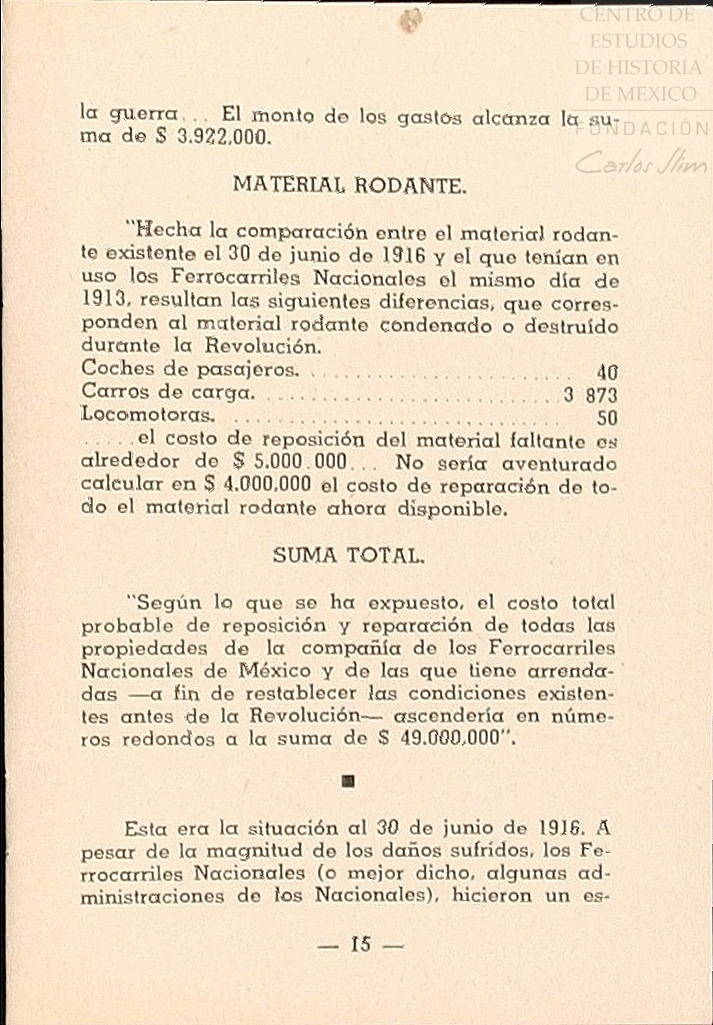 CENTRO DE
ESTUDIOS
DE HISTORIA
DE MEXICO
FUNDACIÓN
Carlos Slim
la guerra... El monto de los gastos alcanza la su-
ma de $ 3.922,000.
MATERIAL RODANTE.
"Hecha la comparación entre el material rodan-
te existente el 30 de junio de 1916 y el que tenían en
uso los Ferrocarriles Nacionales el mismo día de
1913, resultan las siguientes diferencias, que corres-
ponden al material rodante condenado o destruído
durante la Revolución.
Coches de pasajeros. .......................... 40
Carros de carga. ........................... 3 873
Locomotoras. ............................. 50
.....el costo de reposición del material faltante es
alrededor de $ 5.000.000... No sería aventurado
calcular en $ 4.000,000 el costo de reparación de to-
do el material rodante ahora disponible.
SUMA TOTAL.
"Según lo que se ha expuesto, el costo total
probable de reposición y reparación de todas las
propiedades de la compañía de los Ferrocarriles
Nacionales de México y de las que tiene arrenda-
das —a fin de restablecer las condiciones existen-
tes antes de la Revolución— ascendería en núme-
ros redondos a la suma de $ 49.000,000".
Esta era la situación al 30 de junio de 1916. A
pesar de la magnitud de los daños sufridos, los Fe-
rrocarriles Nacionales (o mejor dicho, algunas ad-
ministraciones de los Nacionales), hicieron un es-
— 15 —